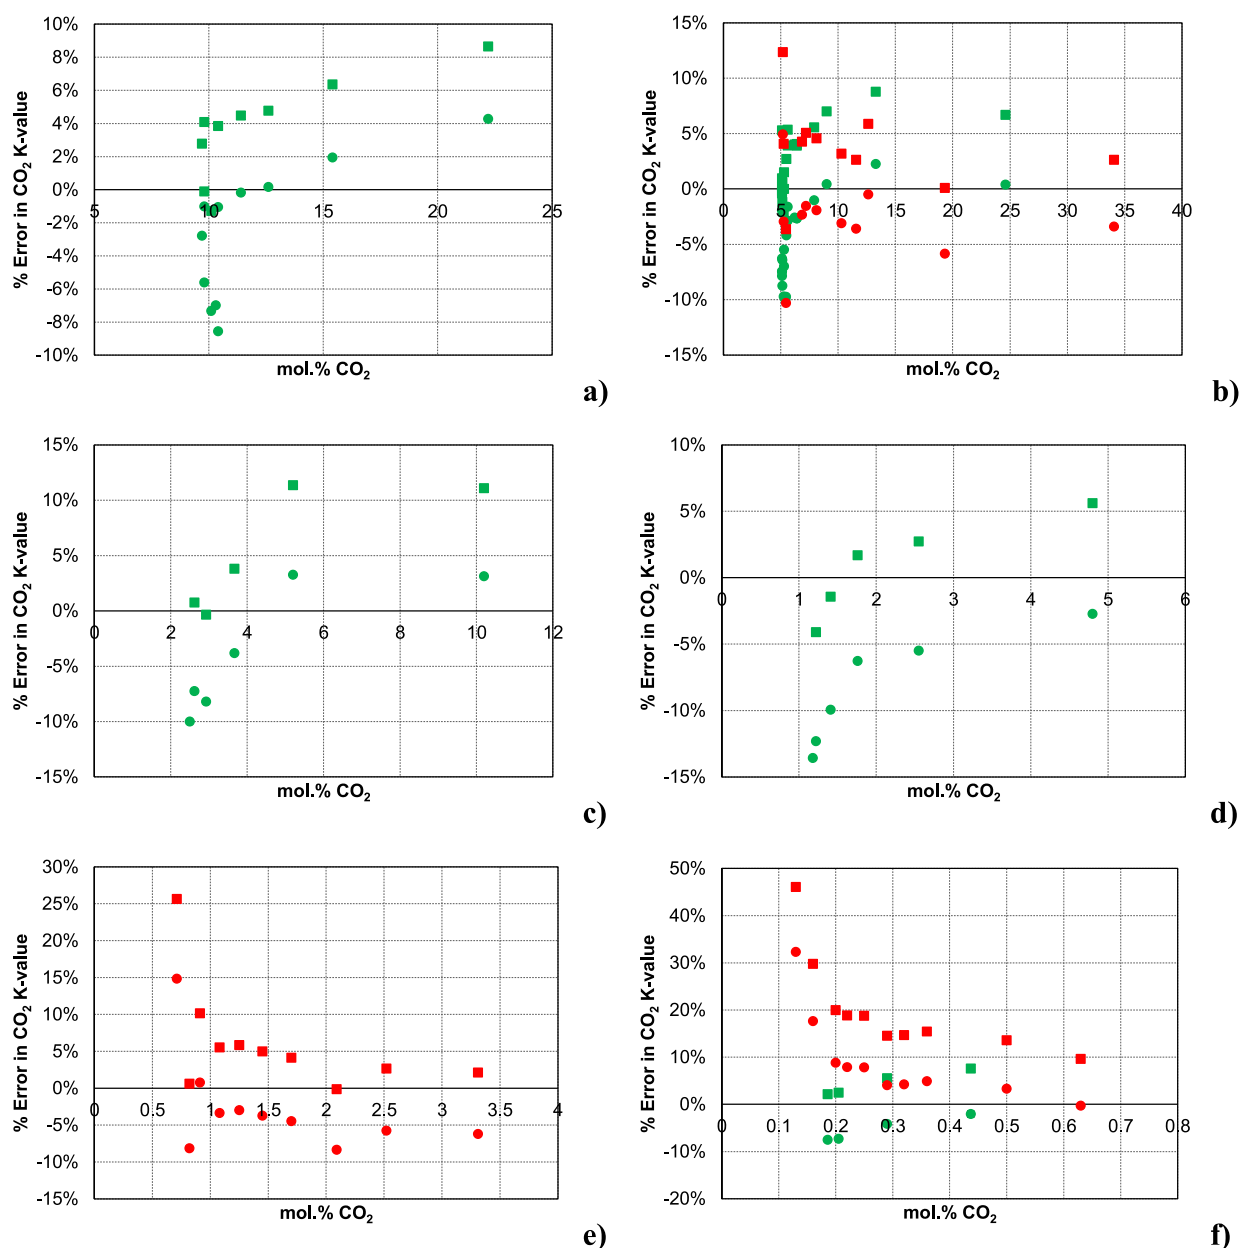 10%
8%
6%
4%
2%
0%
-2%
-4%
-6%
-8%
-10%
5 10 15 20 25
% Error in CO₂ K-value
mol.% CO₂
a)
15%
10%
5%
0%
-5%
-10%
-15%
0 5 10 15 20 25 30 35 40
% Error in CO₂ K-value
mol.% CO₂
b)
15%
10%
5%
0%
-5%
-10%
-15%
0 2 4 6 8 10 12
% Error in CO₂ K-value
mol.% CO₂
c)
10%
5%
0%
-5%
-10%
-15%
0 1 2 3 4 5 6
% Error in CO₂ K-value
mol.% CO₂
d)
30%
25%
20%
15%
10%
5%
0%
-5%
-10%
-15%
0 0.5 1 1.5 2 2.5 3 3.5 4
% Error in CO₂ K-value
mol.% CO₂
e)
50%
40%
30%
20%
10%
0%
-10%
-20%
0 0.1 0.2 0.3 0.4 0.5 0.6 0.7 0.8
% Error in CO₂ K-value
mol.% CO₂
f)